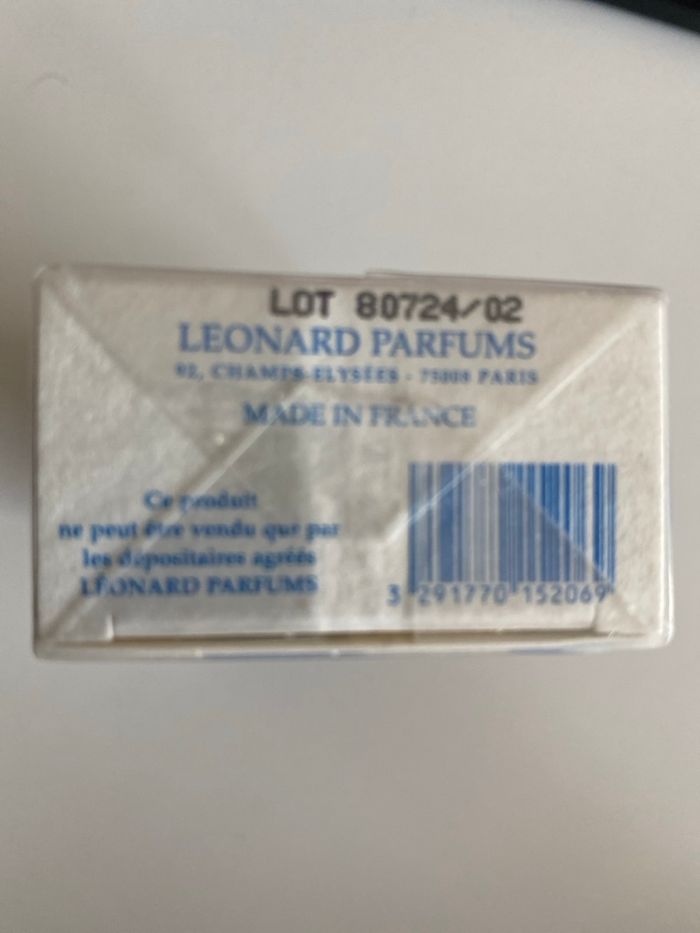 LOT 80724/02
LEONARD PARFUMS
92, CHAMPS-ELYSÉES - 75008 PARIS
MADE IN FRANCE
Ce produit
ne peut être vendu que par
les dépositaires agréés
LÉONARD PARFUMS
3 291770 152069